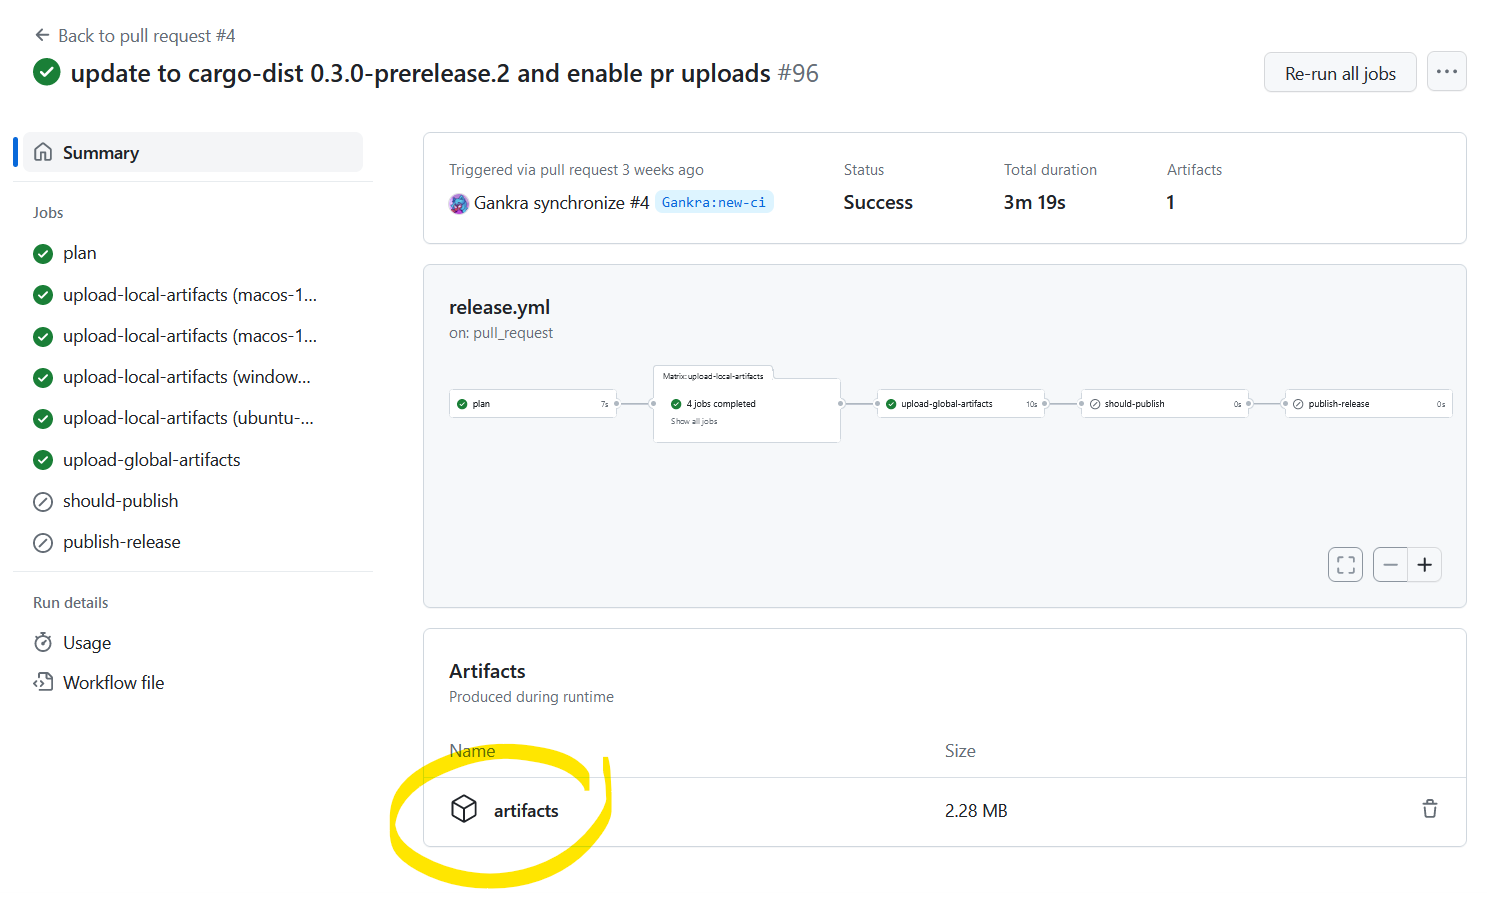 Back to pull request #4
update to cargo-dist 0.3.0-prerelease.2 and enable pr uploads #96
Re-run all jobs
Summary
Jobs
plan
upload-local-artifacts (macos-1...
upload-local-artifacts (macos-1...
upload-local-artifacts (window...
upload-local-artifacts (ubuntu-...
upload-global-artifacts
should-publish
publish-release
Run details
Usage
Workflow file
Triggered via pull request 3 weeks ago
Gankra synchronize #4 Gankra:new-ci
Status
Success
Total duration
3m 19s
Artifacts
1
release.yml
on: pull_request
plan 7s
Matrix: upload-local-artifacts
4 jobs completed
Show all jobs
upload-global-artifacts 10s
should-publish 0s
publish-release 0s
Artifacts
Produced during runtime
Name Size
artifacts 2.28 MB